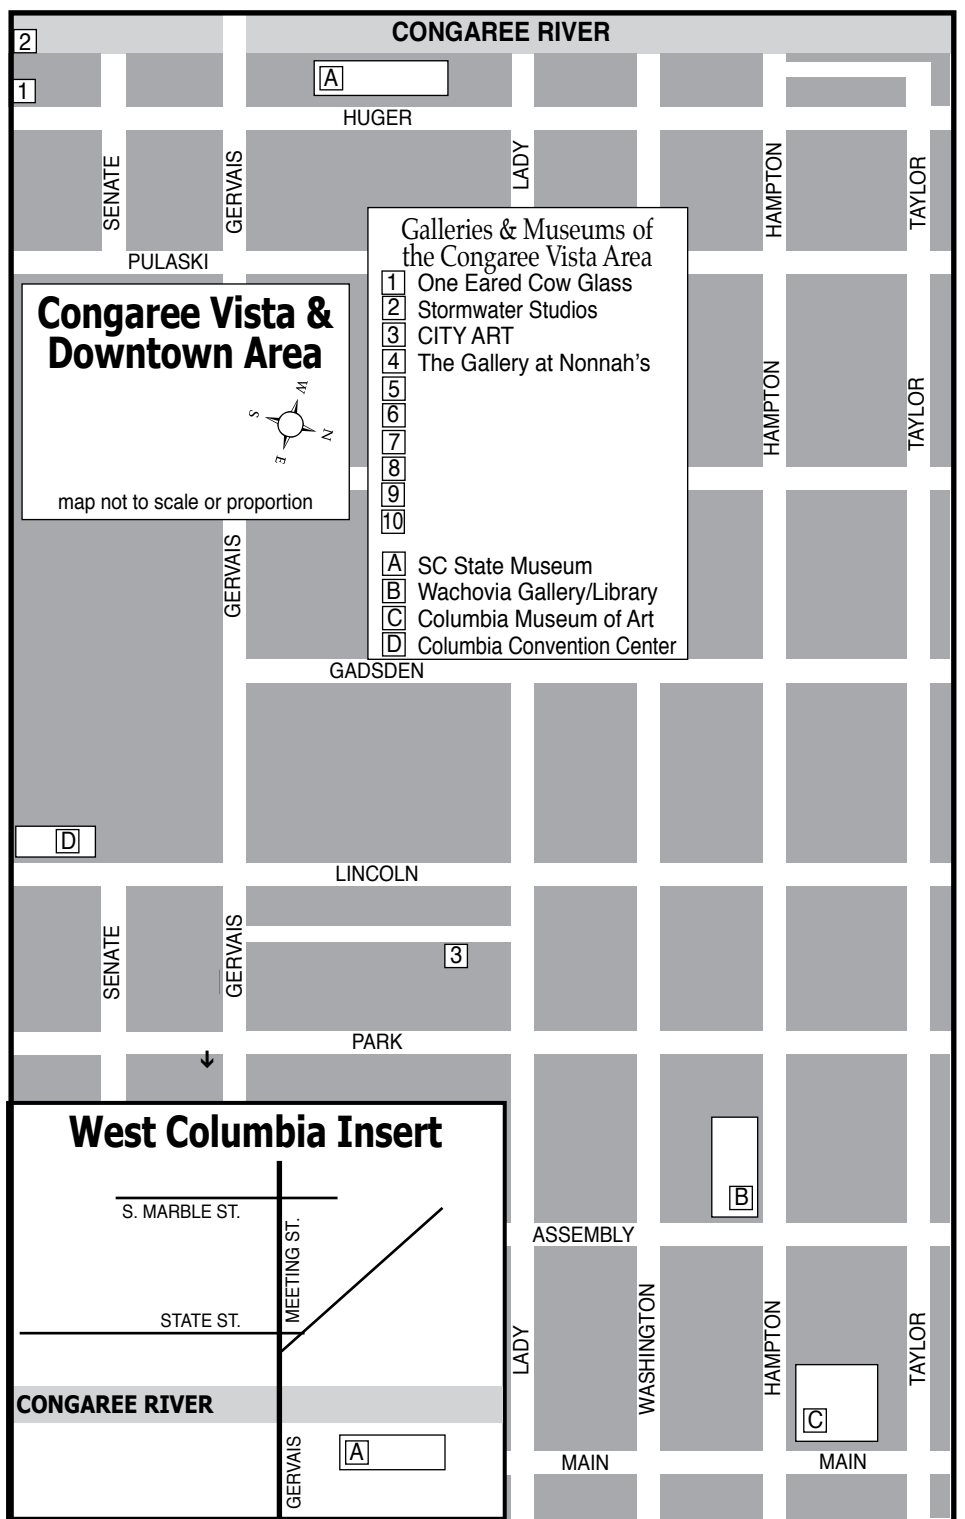 CONGAREE RIVER
2
A
1
HUGER
SENATE
GERVAIS
LADY
HAMPTON
TAYLOR
PULASKI
Galleries & Museums of
the Congaree Vista Area
1 One Eared Cow Glass
2 Stormwater Studios
3 CITY ART
4 The Gallery at Nonnah's
5
6
7
8
9
10
A SC State Museum
B Wachovia Gallery/Library
C Columbia Museum of Art
D Columbia Convention Center
Congaree Vista &
Downtown Area
W
S
N
E
map not to scale or proportion
HAMPTON
TAYLOR
GERVAIS
GADSDEN
D
LINCOLN
SENATE
GERVAIS
3
PARK
West Columbia Insert
S. MARBLE ST.
MEETING ST.
STATE ST.
CONGAREE RIVER
GERVAIS
A
B
ASSEMBLY
LADY
WASHINGTON
HAMPTON
TAYLOR
C
MAIN
MAIN